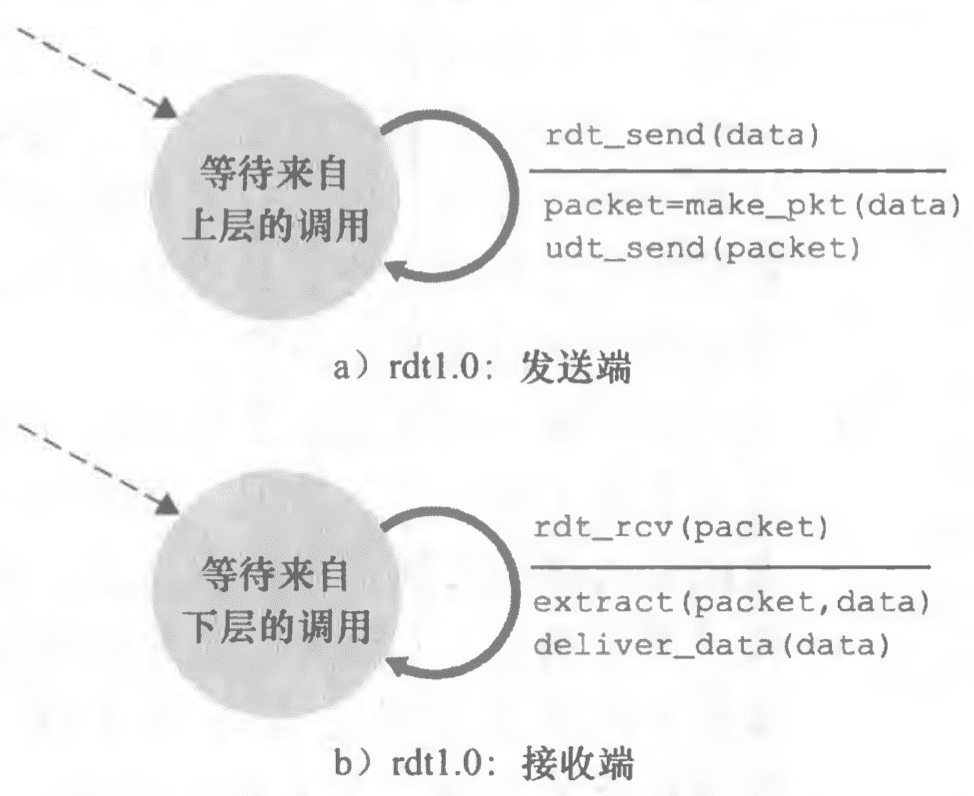 等待来自
上层的调用
rdt_send(data)
packet=make_pkt(data)
udt_send(packet)
a）rdt1.0：发送端
等待来自
下层的调用
rdt_rcv(packet)
extract(packet,data)
deliver_data(data)
b）rdt1.0：接收端